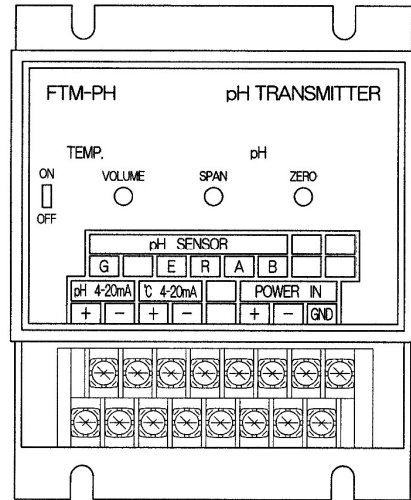 FTM-PH pH TRANSMITTER
TEMP. pH
ON VOLUME SPAN ZERO
OFF
pH SENSOR
G E R A B
pH 4-20mA ℃ 4-20mA POWER IN
+ − + − + − GND